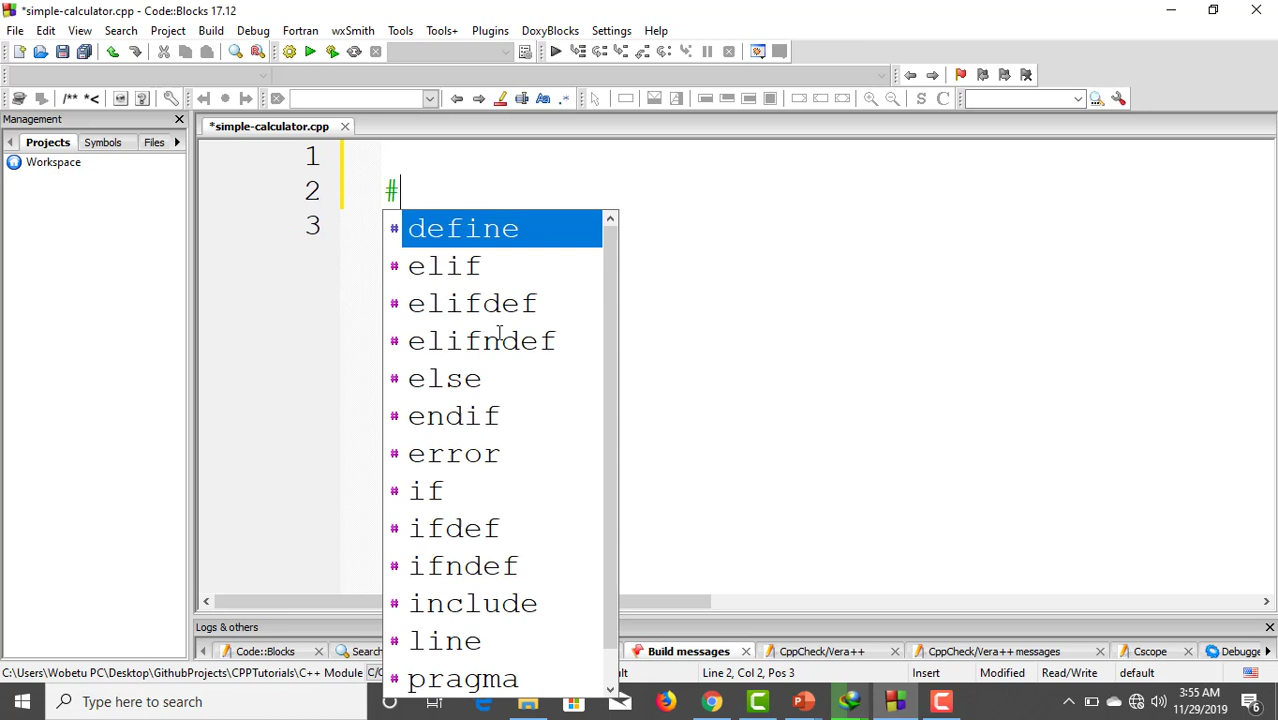 *simple-calculator.cpp - Code::Blocks 17.12
File Edit View Search Project Build Debug Fortran wxSmith Tools Tools+ Plugins DoxyBlocks Settings Help
/** *<
S C
Management
*simple-calculator.cpp
Projects Symbols Files
Workspace
1
2 #
3
# define
# elif
# elifdef
# elifndef
# else
# endif
# error
# if
# ifdef
# ifndef
# include
# line
# pragma
Logs & others
Code::Blocks Search Build messages CppCheck/Vera++ CppCheck/Vera++ messages Cscope Debugge
C:\Users\Wobetu PC\Desktop\GithubProjects\CPPTutorials\C++ Module Line 2, Col 2, Pos 3 Insert Modified Read/Write default
Type here to search
3:55 AM
11/29/2019
6